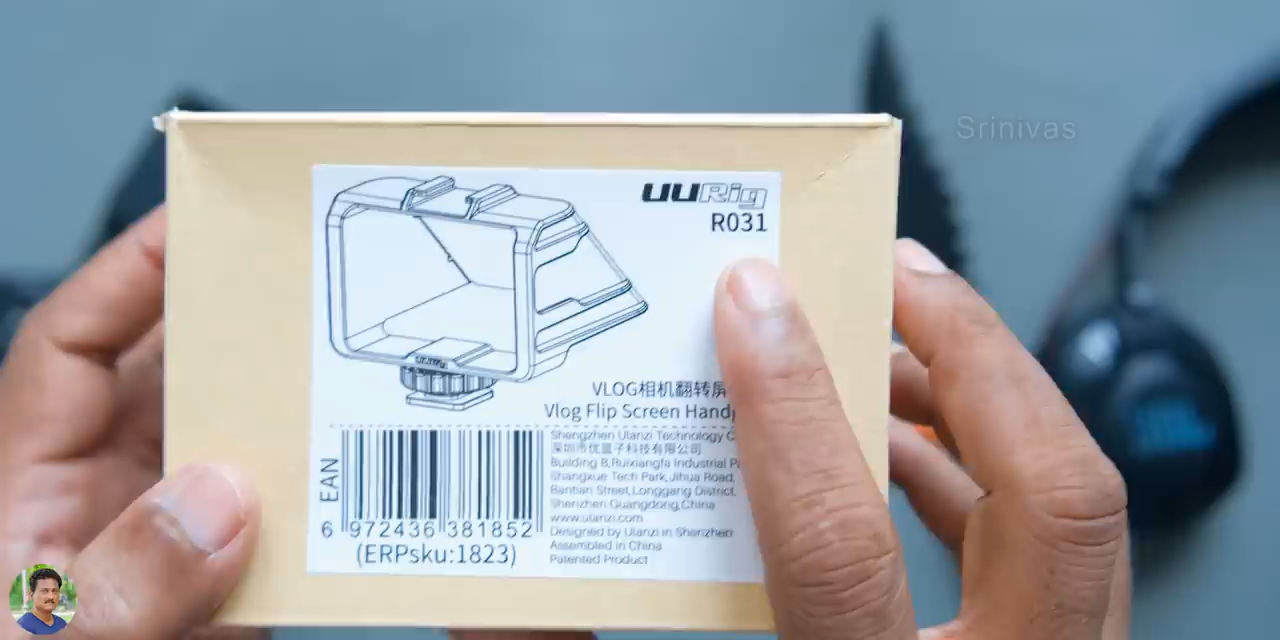 Srinivas
UURig
R031
UURig
VLOG相机翻转屏
Vlog Flip Screen Hand
EAN
6 972436 381852
(ERPsku:1823)
Shengzhen Ulanzi Technology C
深圳市优篮子科技有限公司
Building B,Ruixiangfa Industrial Pa
Shangxue Tech Park,Jihua Road,
Bantian Street,Longgang District,
Shenzhen Guangdong,China
www.ulanzi.com
Designed by Ulanzi in Shenzhen
Assembled in China
Patented Product
JBL